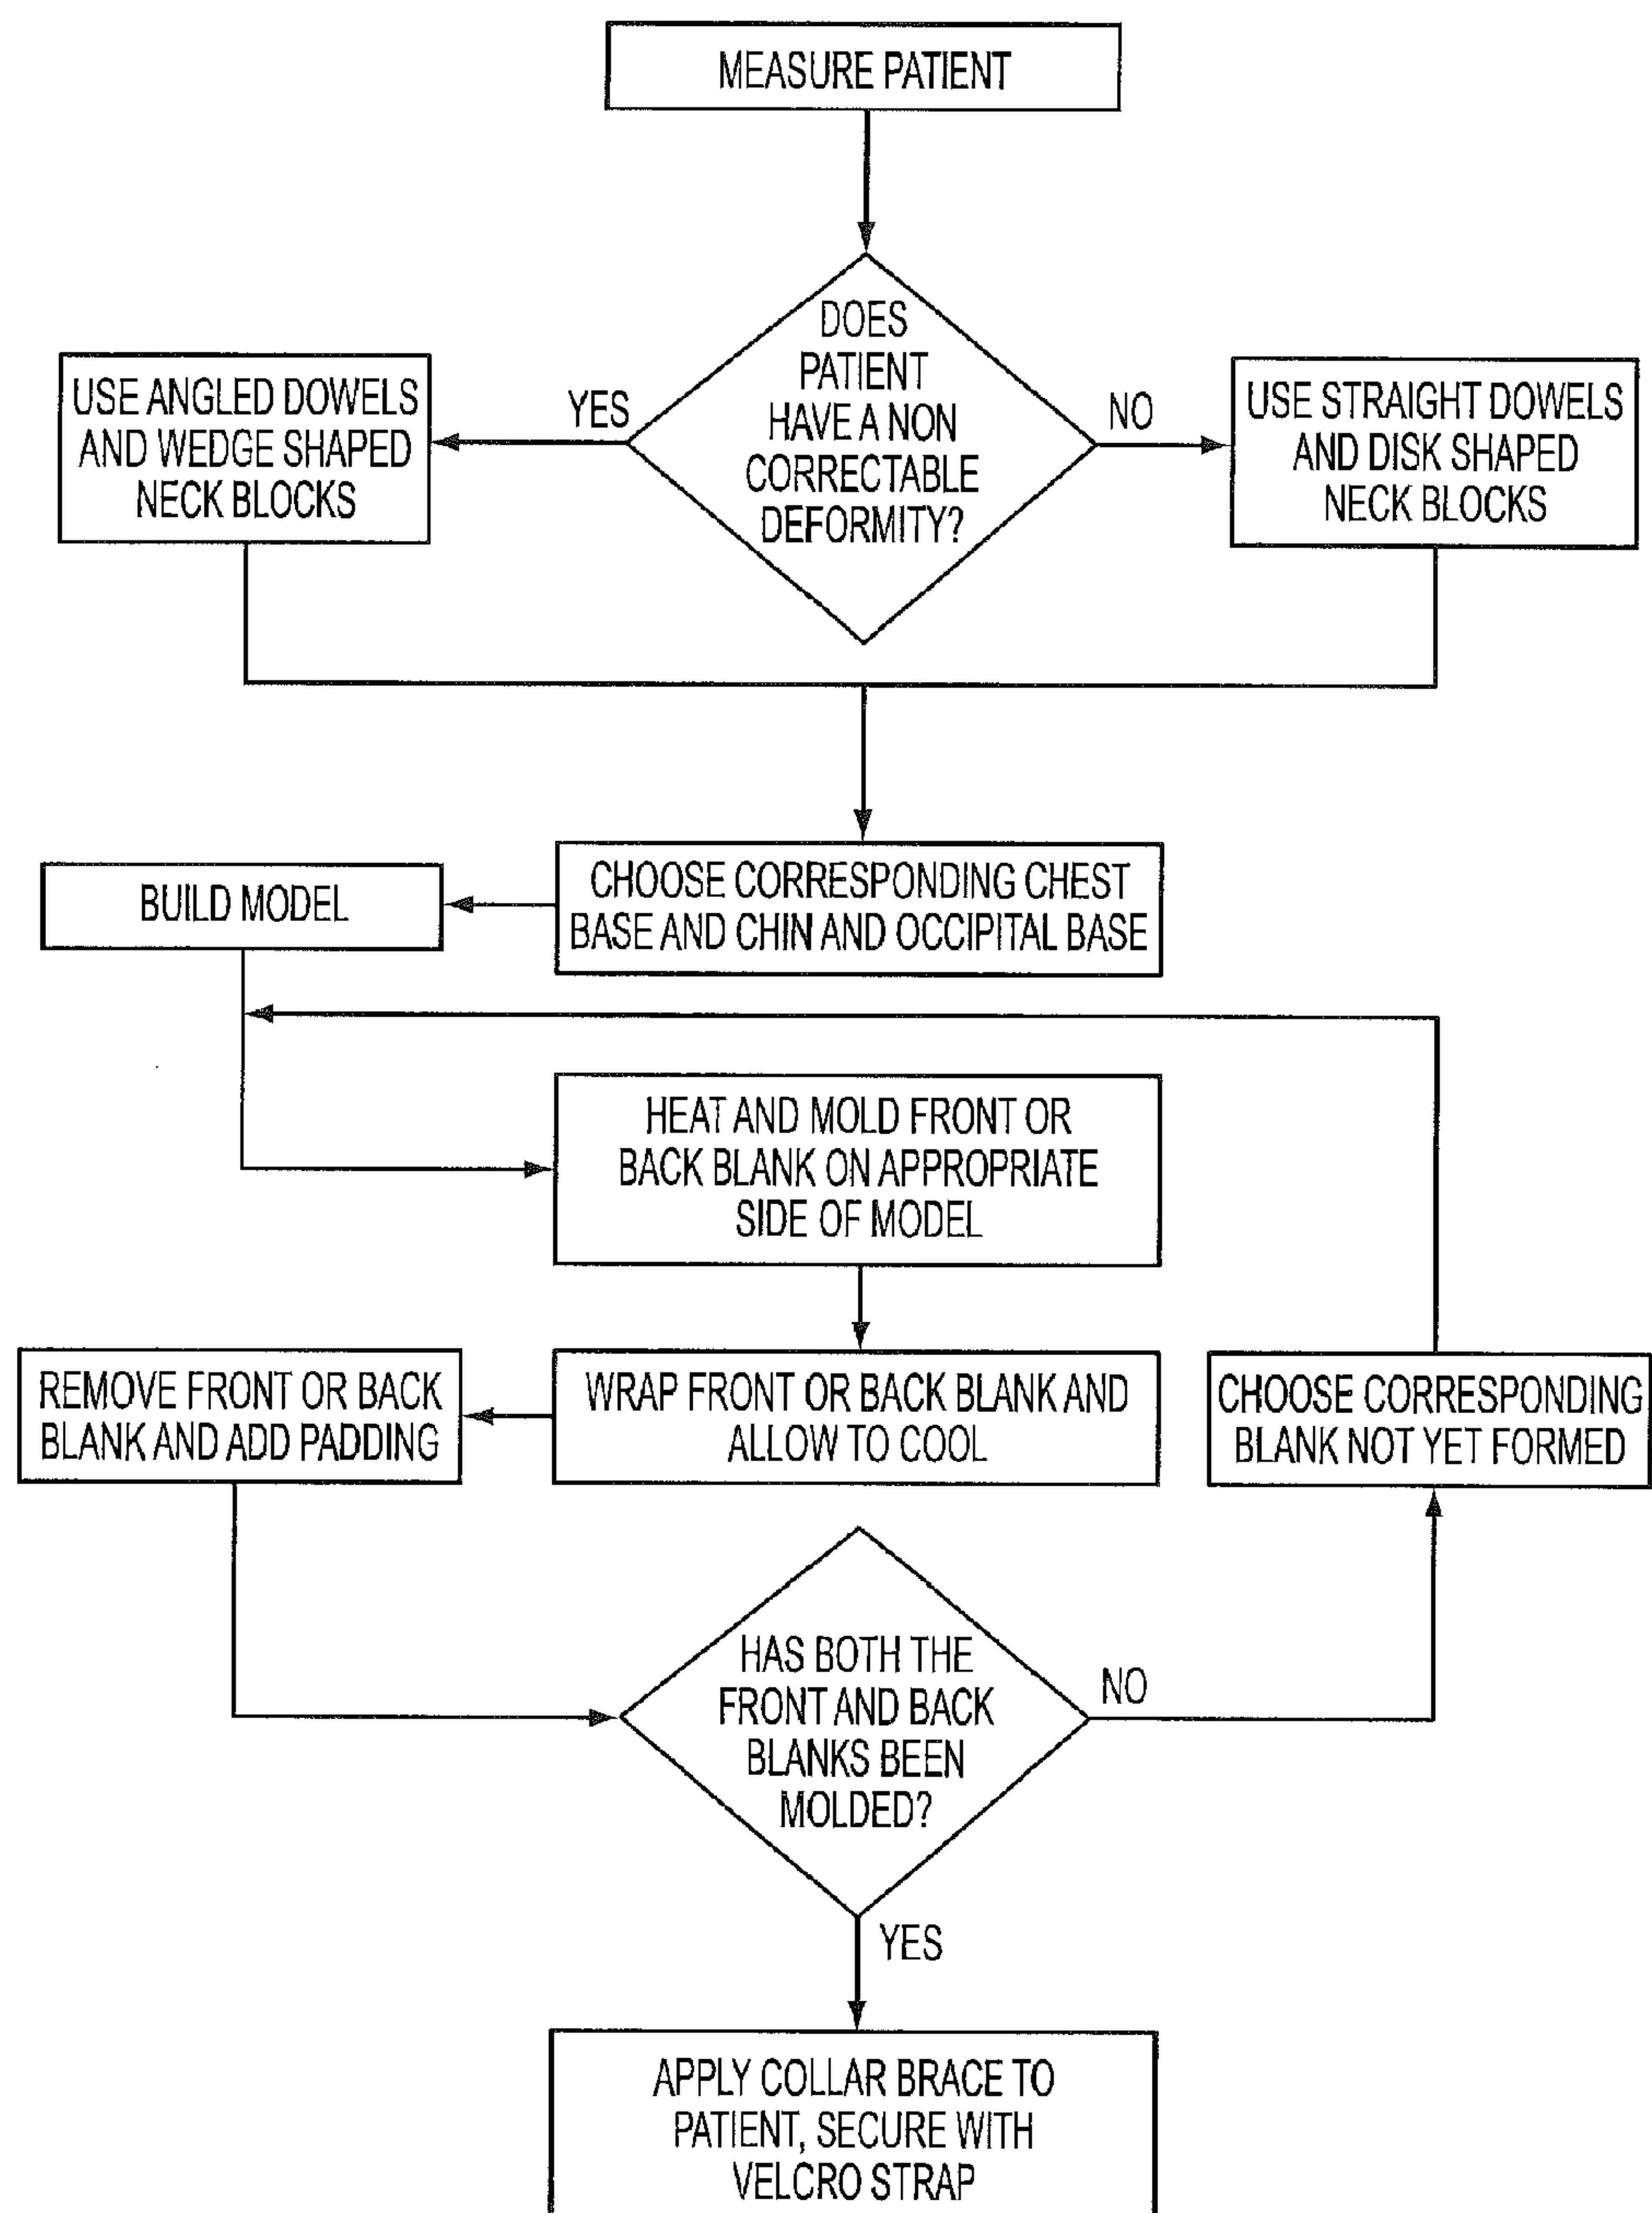 MEASURE PATIENT
DOES
PATIENT
HAVE A NON
CORRECTABLE
DEFORMITY?
YES
NO
USE ANGLED DOWELS
AND WEDGE SHAPED
NECK BLOCKS
USE STRAIGHT DOWELS
AND DISK SHAPED
NECK BLOCKS
CHOOSE CORRESPONDING CHEST
BASE AND CHIN AND OCCIPITAL BASE
BUILD MODEL
HEAT AND MOLD FRONT OR
BACK BLANK ON APPROPRIATE
SIDE OF MODEL
WRAP FRONT OR BACK BLANK AND
ALLOW TO COOL
REMOVE FRONT OR BACK
BLANK AND ADD PADDING
HAS BOTH THE
FRONT AND BACK
BLANKS BEEN
MOLDED?
NO
CHOOSE CORRESPONDING
BLANK NOT YET FORMED
YES
APPLY COLLAR BRACE TO
PATIENT, SECURE WITH
VELCRO STRAP